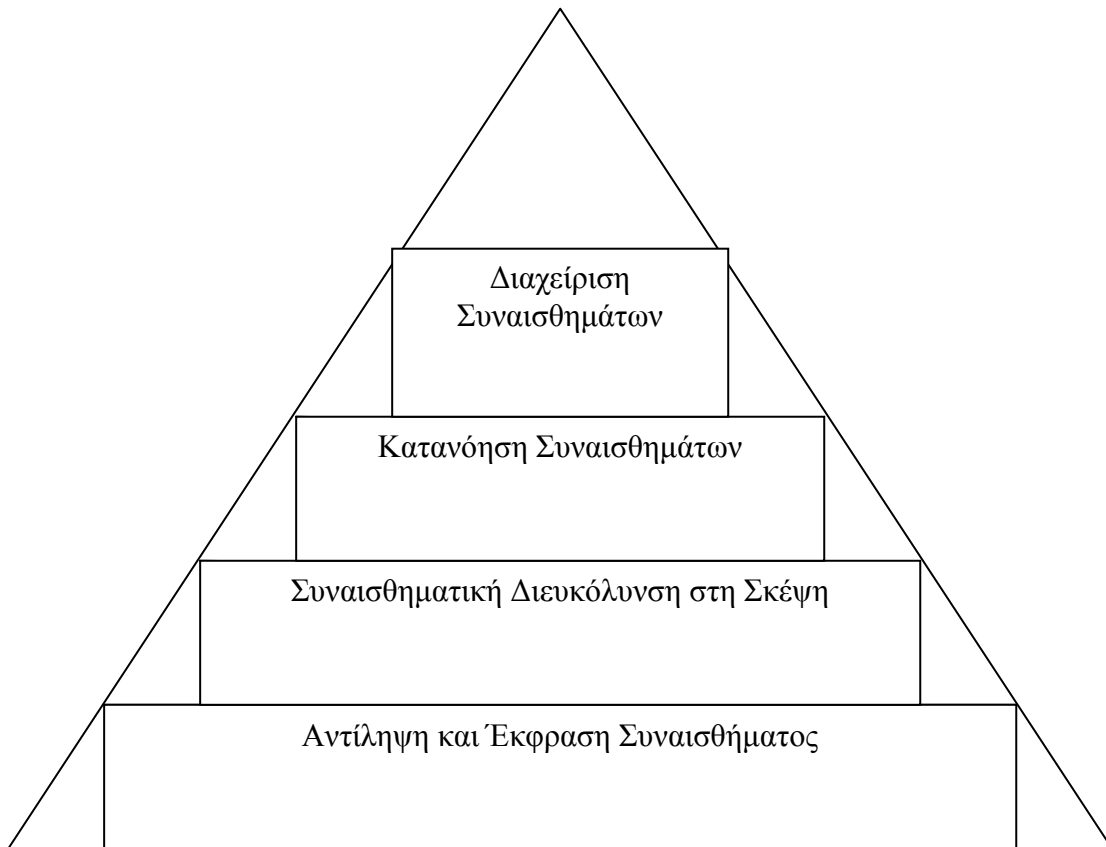 Διαχείριση
Συναισθημάτων
Κατανόηση Συναισθημάτων
Συναισθηματική Διευκόλυνση στη Σκέψη
Αντίληψη και Έκφραση Συναισθήματος